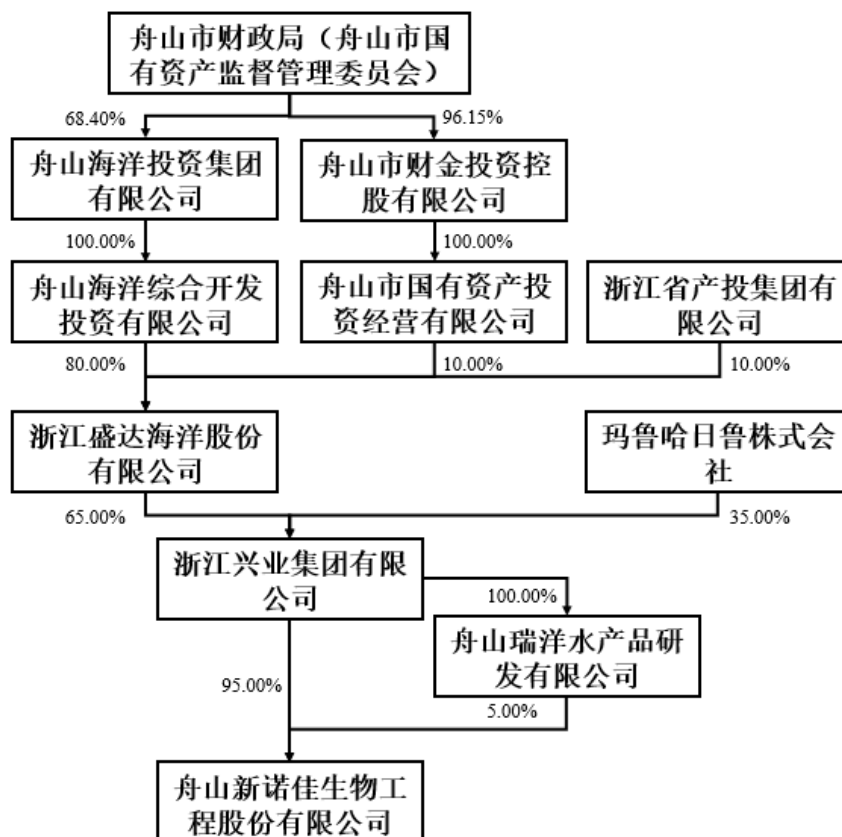 舟山市财政局（舟山市国
有资产监督管理委员会）
68.40%
96.15%
舟山海洋投资集团
有限公司
舟山市财金投资控
股有限公司
100.00%
100.00%
舟山海洋综合开发
投资有限公司
舟山市国有资产投
资经营有限公司
浙江省产投集团有
限公司
80.00%
10.00%
10.00%
浙江盛达海洋股份
有限公司
玛鲁哈日鲁株式会
社
65.00%
35.00%
浙江兴业集团有限
公司
100.00%
舟山瑞洋水产品研
发有限公司
95.00%
5.00%
舟山新诺佳生物工
程股份有限公司